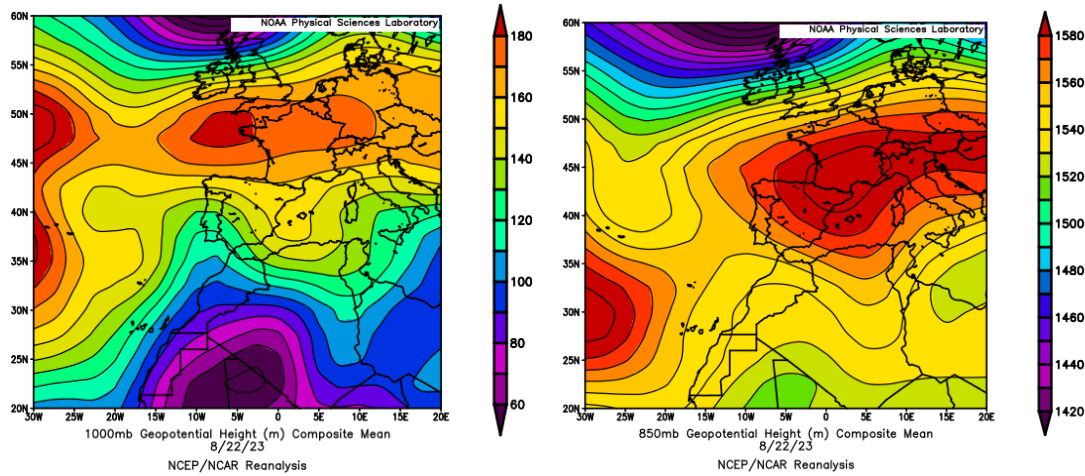 NOAA Physical Sciences Laboratory
60N
55N
50N
45N
40N
35N
30N
25N
20N
30W 25W 20W 15W 10W 5W 0 5E 10E 15E 20E
180
160
140
120
100
80
60
1000mb Geopotential Height (m) Composite Mean
8/22/23
NCEP/NCAR Reanalysis
NOAA Physical Sciences Laboratory
60N
55N
50N
45N
40N
35N
30N
25N
20N
30W 25W 20W 15W 10W 5W 0 5E 10E 15E 20E
1580
1560
1540
1520
1500
1480
1460
1440
1420
850mb Geopotential Height (m) Composite Mean
8/22/23
NCEP/NCAR Reanalysis